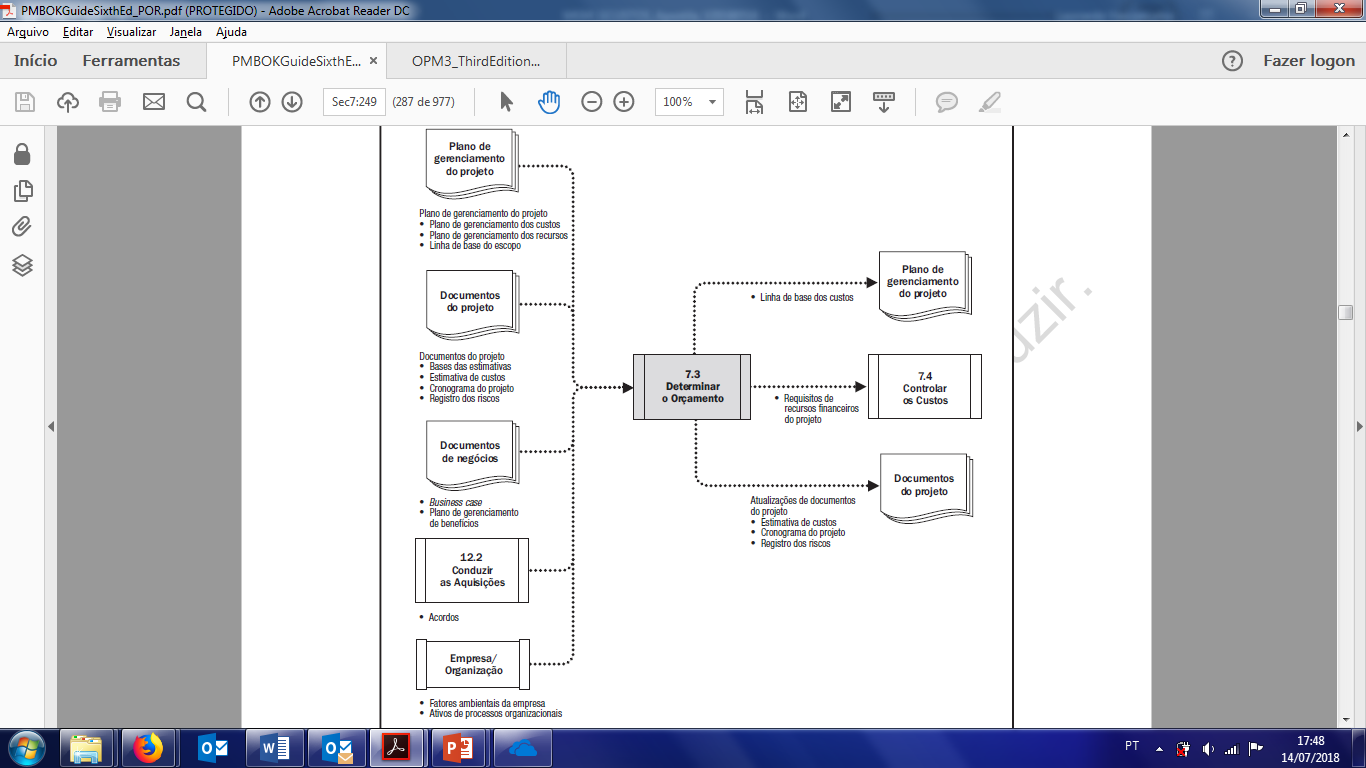 PMBOKGuideSixthEd_POR.pdf (PROTEGIDO) - Adobe Acrobat Reader DC
Arquivo Editar Visualizar Janela Ajuda
Início Ferramentas PMBOKGuideSixthE... × OPM3_ThirdEdition... ? Fazer logon
Sec7:249 (287 de 977) 100%
Plano de
gerenciamento
do projeto
Plano de gerenciamento do projeto
• Plano de gerenciamento dos custos
• Plano de gerenciamento dos recursos
• Linha de base do escopo
Documentos
do projeto
Documentos do projeto
• Bases das estimativas
• Estimativa de custos
• Cronograma do projeto
• Registro dos riscos
Documentos
de negócios
• Business case
• Plano de gerenciamento
de benefícios
12.2
Conduzir
as Aquisições
• Acordos
Empresa/
Organização
• Fatores ambientais da empresa
• Ativos de processos organizacionais
7.3
Determinar
o Orçamento
Plano de
gerenciamento
do projeto
• Linha de base dos custos
7.4
Controlar
os Custos
• Requisitos de
recursos financeiros
do projeto
Documentos
do projeto
Atualizações de documentos
do projeto
• Estimativa de custos
• Cronograma do projeto
• Registro dos riscos
uzir.
PT 17:48
14/07/2018